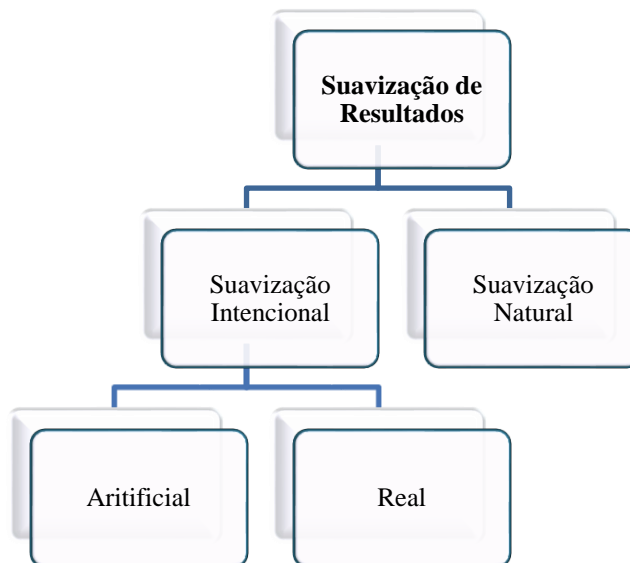 Suavização de
Resultados
Suavização
Intencional
Suavização
Natural
Aritificial
Real